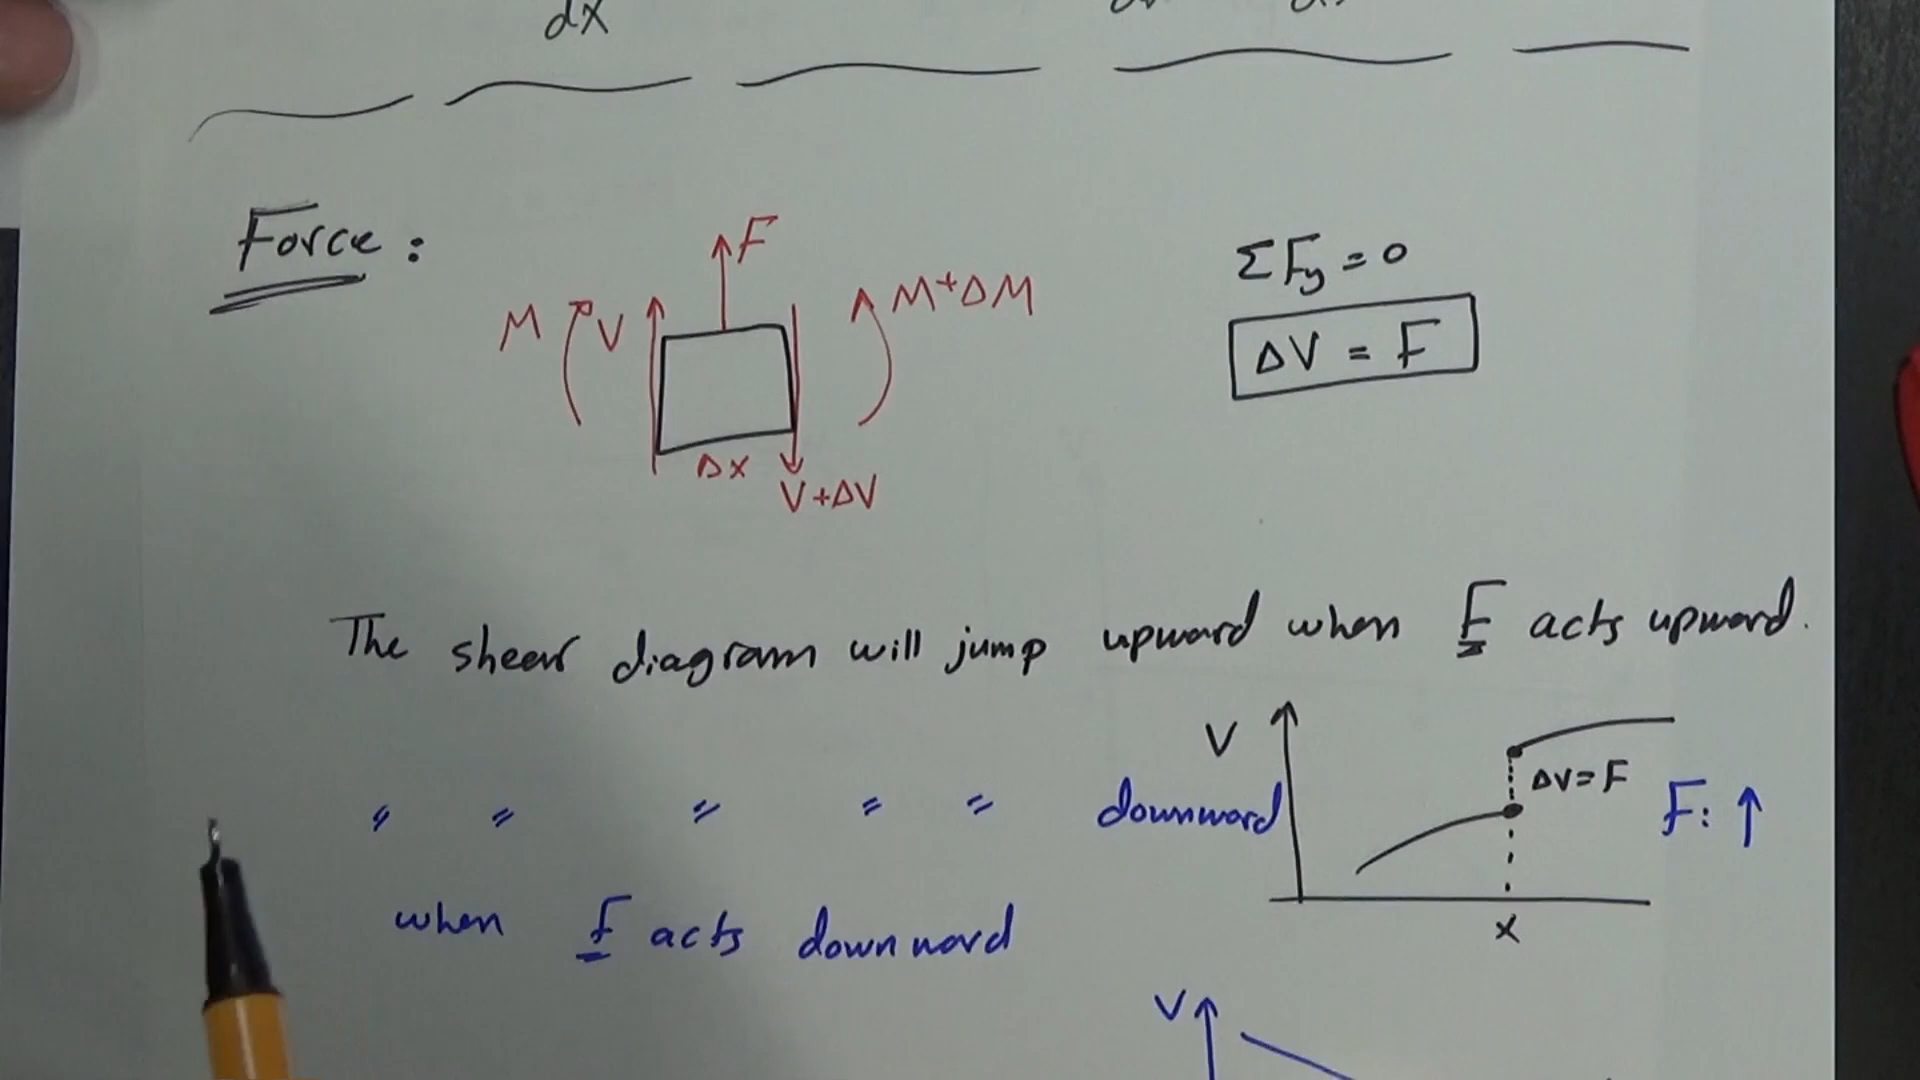 dx
Force :
F
M V M+ΔM
Δx
V+ΔV
ΣFy = 0
ΔV = F
The shear diagram will jump upward when F acts upward.
V
ΔV = F F: ↑
x
〃 〃 〃 〃 〃 downward
when F acts downward
V